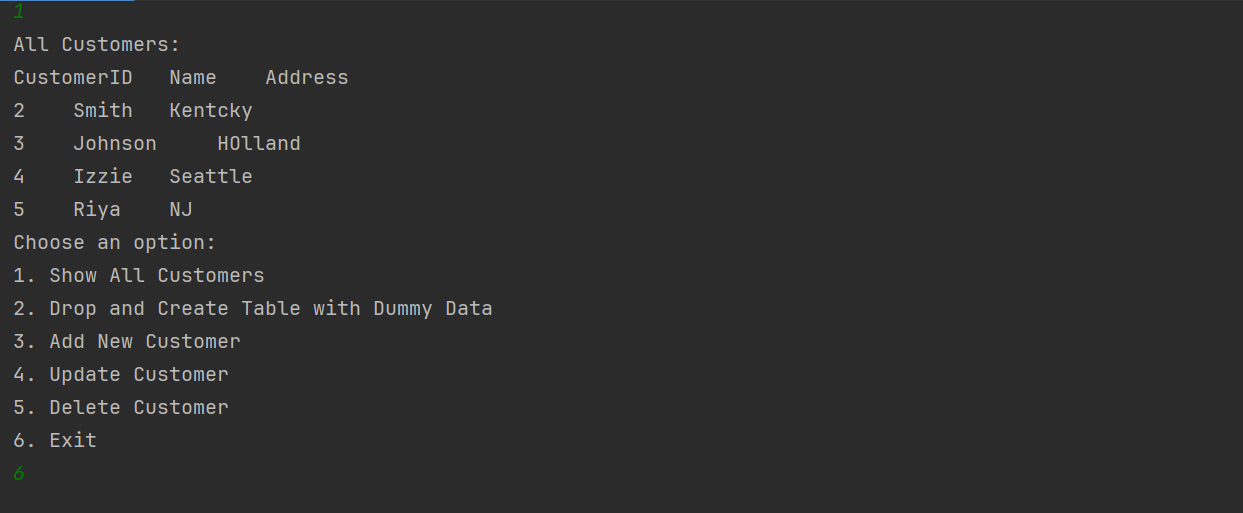 1
All Customers:
CustomerID   Name    Address
2    Smith   Kentcky
3    Johnson     HOlland
4    Izzie   Seattle
5    Riya    NJ
Choose an option:
1. Show All Customers
2. Drop and Create Table with Dummy Data
3. Add New Customer
4. Update Customer
5. Delete Customer
6. Exit
6